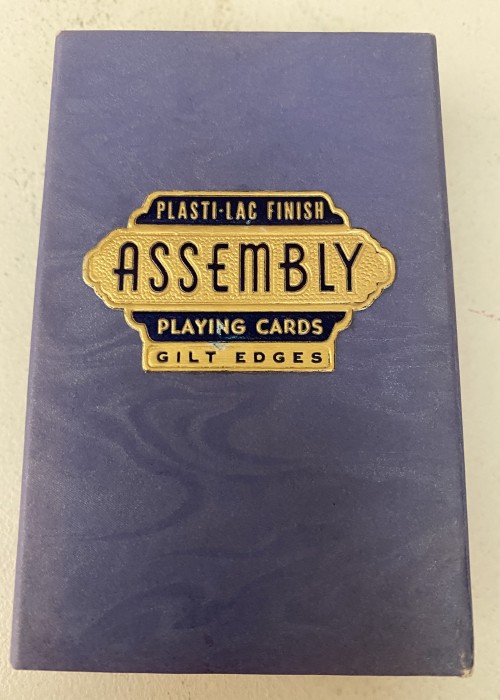 PLASTI-LAC FINISH
ASSEMBLY
PLAYING CARDS
GILT EDGES